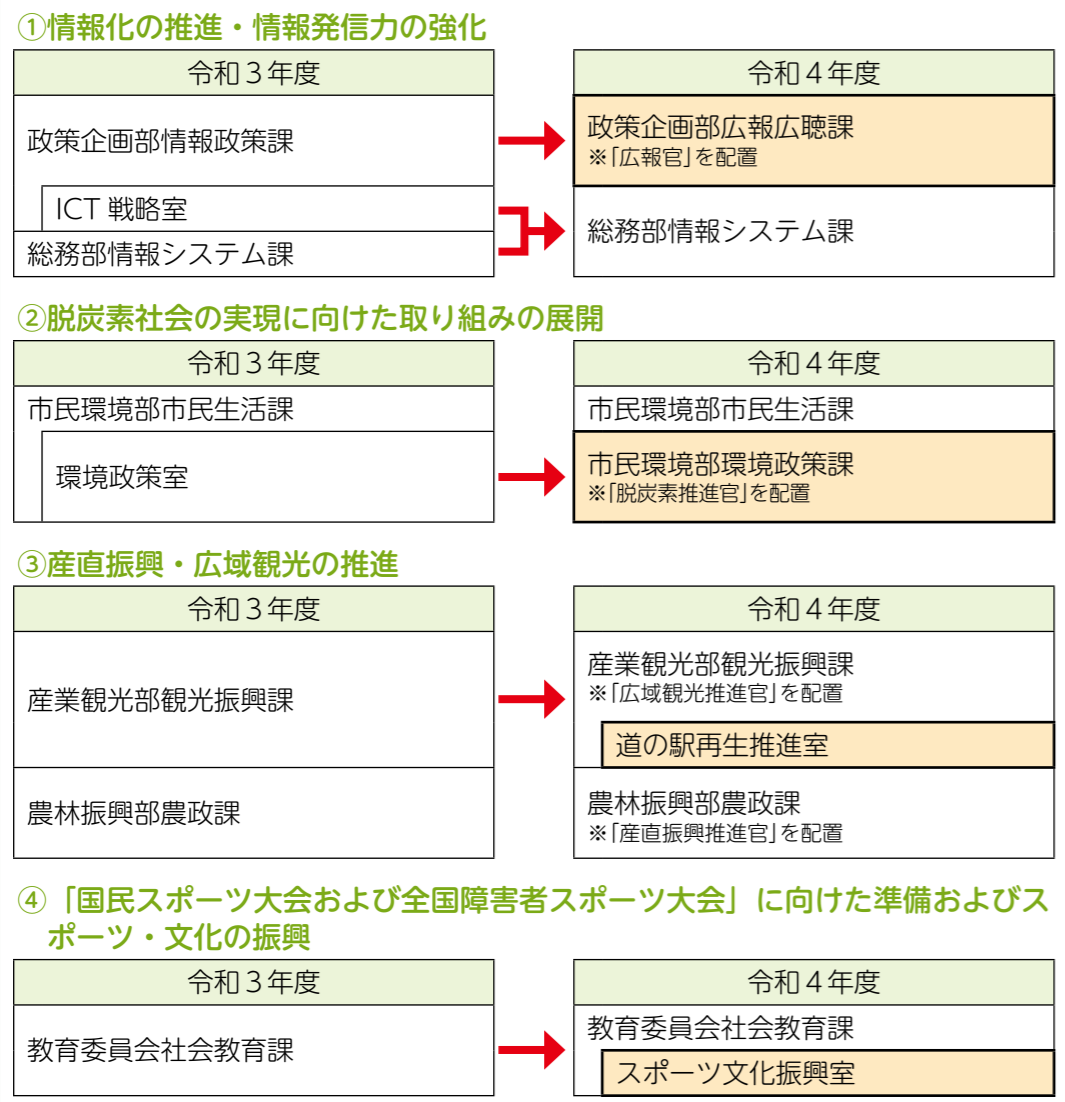 ①情報化の推進・情報発信力の強化
令和３年度
令和４年度
政策企画部情報政策課
政策企画部広報広聴課
※「広報官」を配置
ICT 戦略室
総務部情報システム課
総務部情報システム課
②脱炭素社会の実現に向けた取り組みの展開
令和３年度
令和４年度
市民環境部市民生活課
市民環境部市民生活課
環境政策室
市民環境部環境政策課
※「脱炭素推進官」を配置
③産直振興・広域観光の推進
令和３年度
令和４年度
産業観光部観光振興課
産業観光部観光振興課
※「広域観光推進官」を配置
道の駅再生推進室
農林振興部農政課
農林振興部農政課
※「産直振興推進官」を配置
④「国民スポーツ大会および全国障害者スポーツ大会」に向けた準備およびス
ポーツ・文化の振興
令和３年度
令和４年度
教育委員会社会教育課
教育委員会社会教育課
スポーツ文化振興室